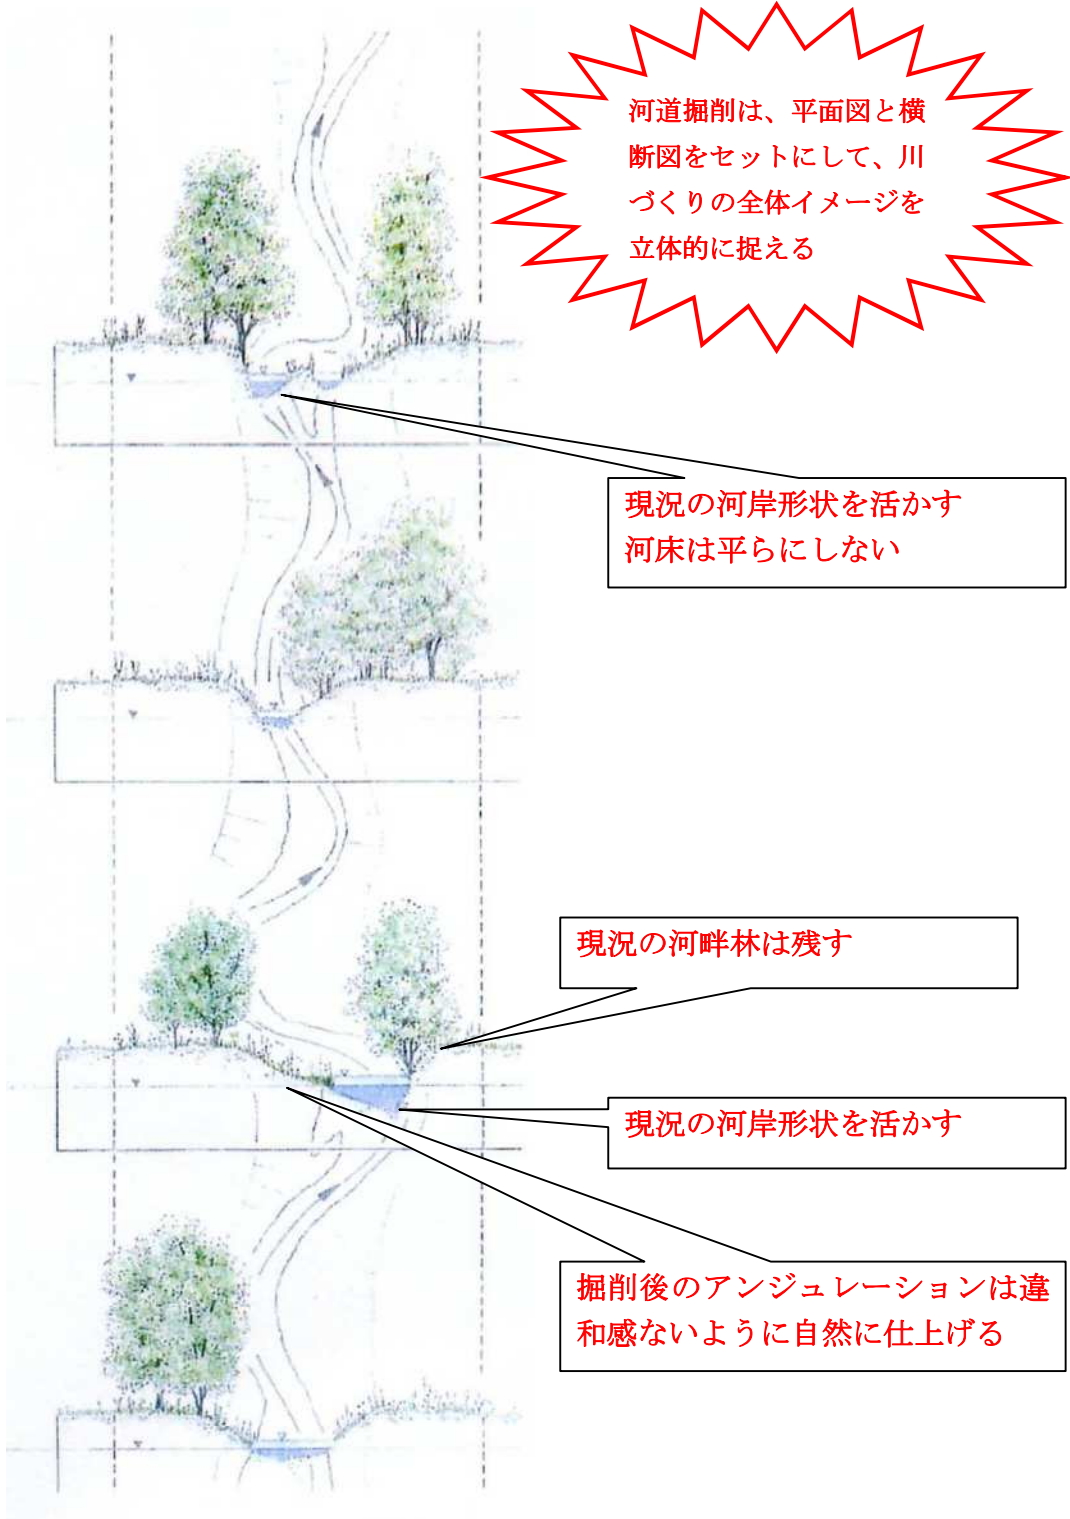 河道掘削は、平面図と横
断図をセットにして、川
づくりの全体イメージを
立体的に捉える
現況の河岸形状を活かす
河床は平らにしない
現況の河畔林は残す
現況の河岸形状を活かす
掘削後のアンジュレーションは違
和感ないように自然に仕上げる